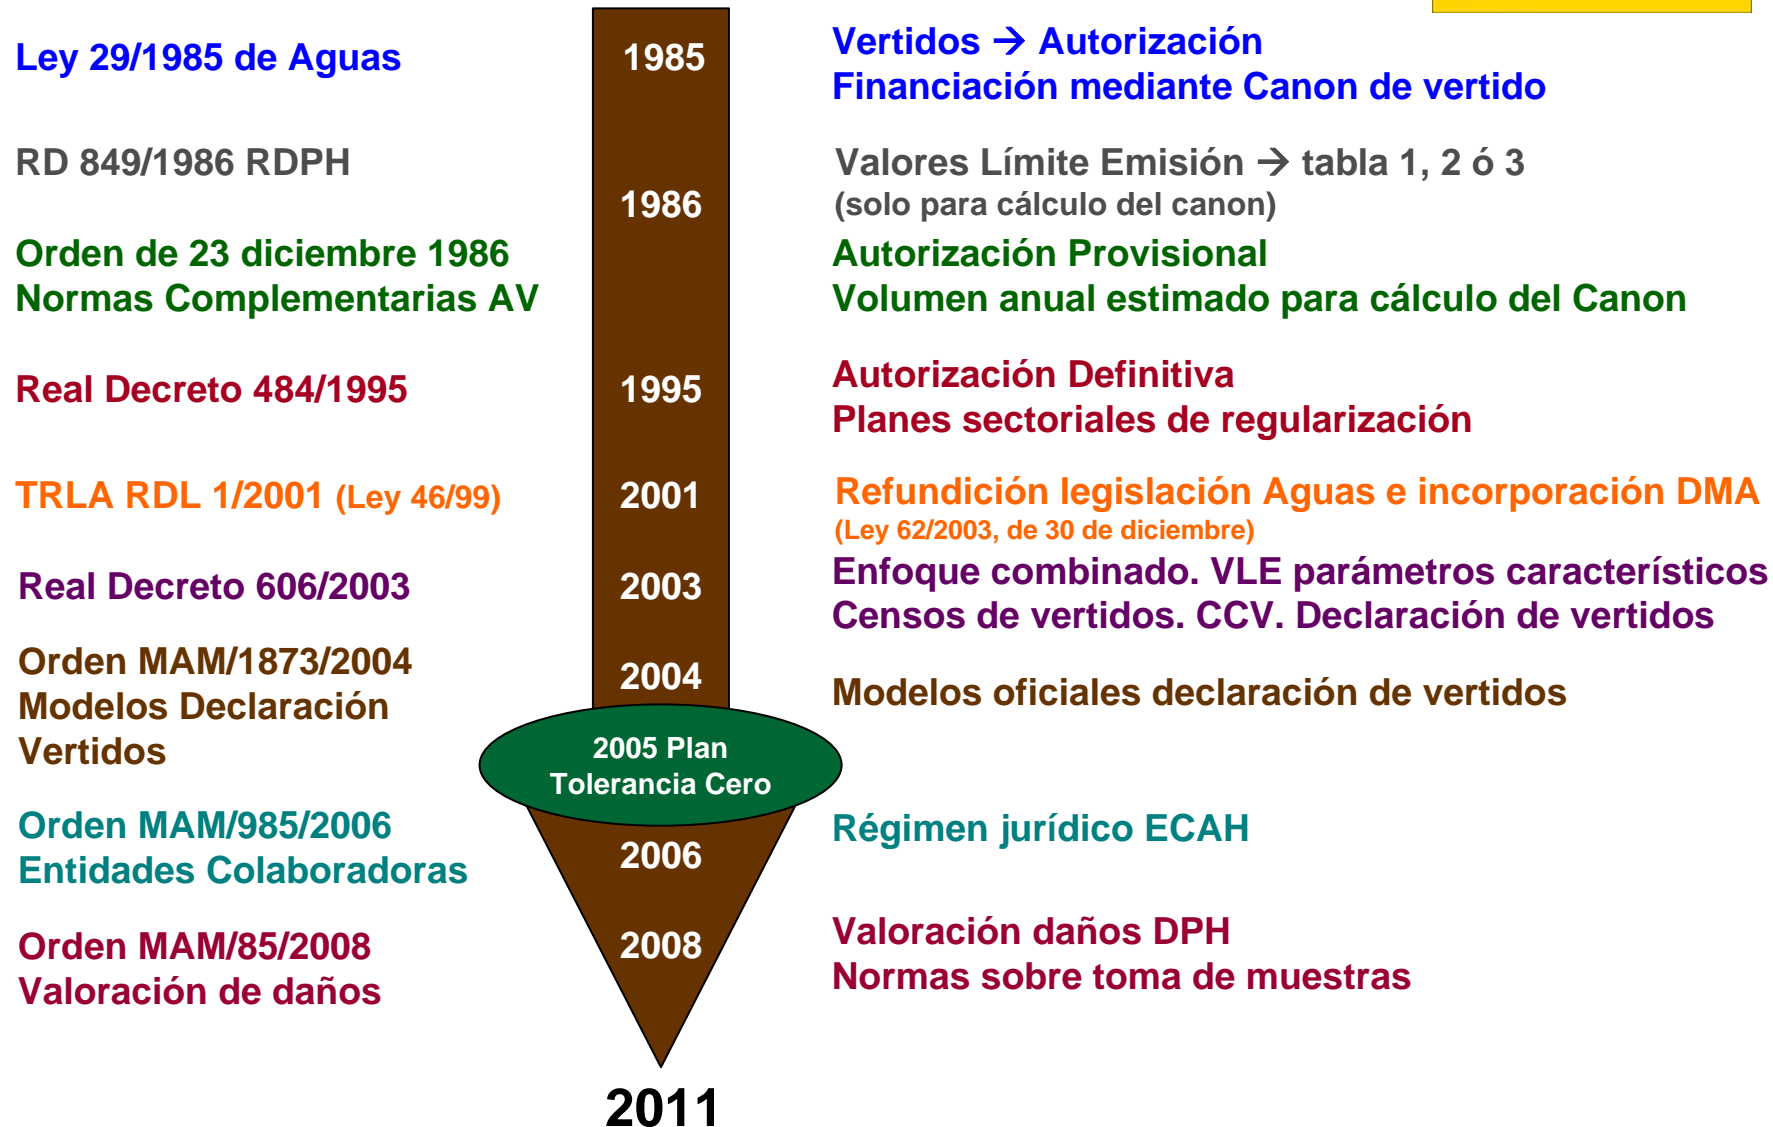 Ley 29/1985 de Aguas
1985
Vertidos → Autorización
Financiación mediante Canon de vertido
RD 849/1986 RDPH
1986
Valores Límite Emisión → tabla 1, 2 ó 3
(solo para cálculo del canon)
Orden de 23 diciembre 1986
Normas Complementarias AV
Autorización Provisional
Volumen anual estimado para cálculo del Canon
Real Decreto 484/1995
1995
Autorización Definitiva
Planes sectoriales de regularización
TRLA RDL 1/2001 (Ley 46/99)
2001
Refundición legislación Aguas e incorporación DMA
(Ley 62/2003, de 30 de diciembre)
Real Decreto 606/2003
2003
Enfoque combinado. VLE parámetros característicos
Censos de vertidos. CCV. Declaración de vertidos
Orden MAM/1873/2004
Modelos Declaración
Vertidos
2004
Modelos oficiales declaración de vertidos
2005 Plan
Tolerancia Cero
Orden MAM/985/2006
Entidades Colaboradoras
2006
Régimen jurídico ECAH
Orden MAM/85/2008
Valoración de daños
2008
Valoración daños DPH
Normas sobre toma de muestras
2011